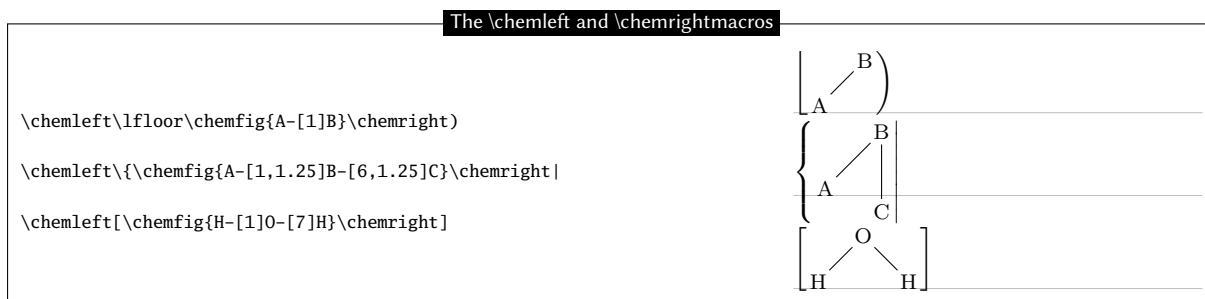 The \chemleft and \chemrightmacros
\chemleft\lfloor\chemfig{A-[1]B}\chemright)
\chemleft\{\chemfig{A-[1,1.25]B-[6,1.25]C}\chemright|
\chemleft[\chemfig{H-[1]O-[7]H}\chemright]
B
A
B
A
C
O
H H